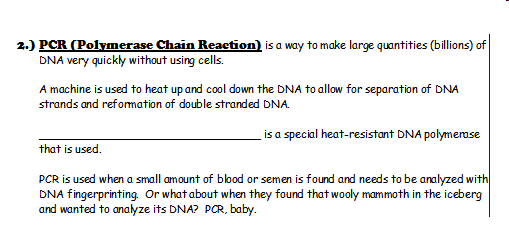 2.) PCR (Polymerase Chain Reaction) is a way to make large quantities (billions) of
DNA very quickly without using cells.
A machine is used to heat up and cool down the DNA to allow for separation of DNA
strands and reformation of double stranded DNA.
______________________________ is a special heat-resistant DNA polymerase
that is used.
PCR is used when a small amount of blood or semen is found and needs to be analyzed with
DNA fingerprinting. Or what about when they found that wooly mammoth in the iceberg
and wanted to analyze its DNA? PCR, baby.